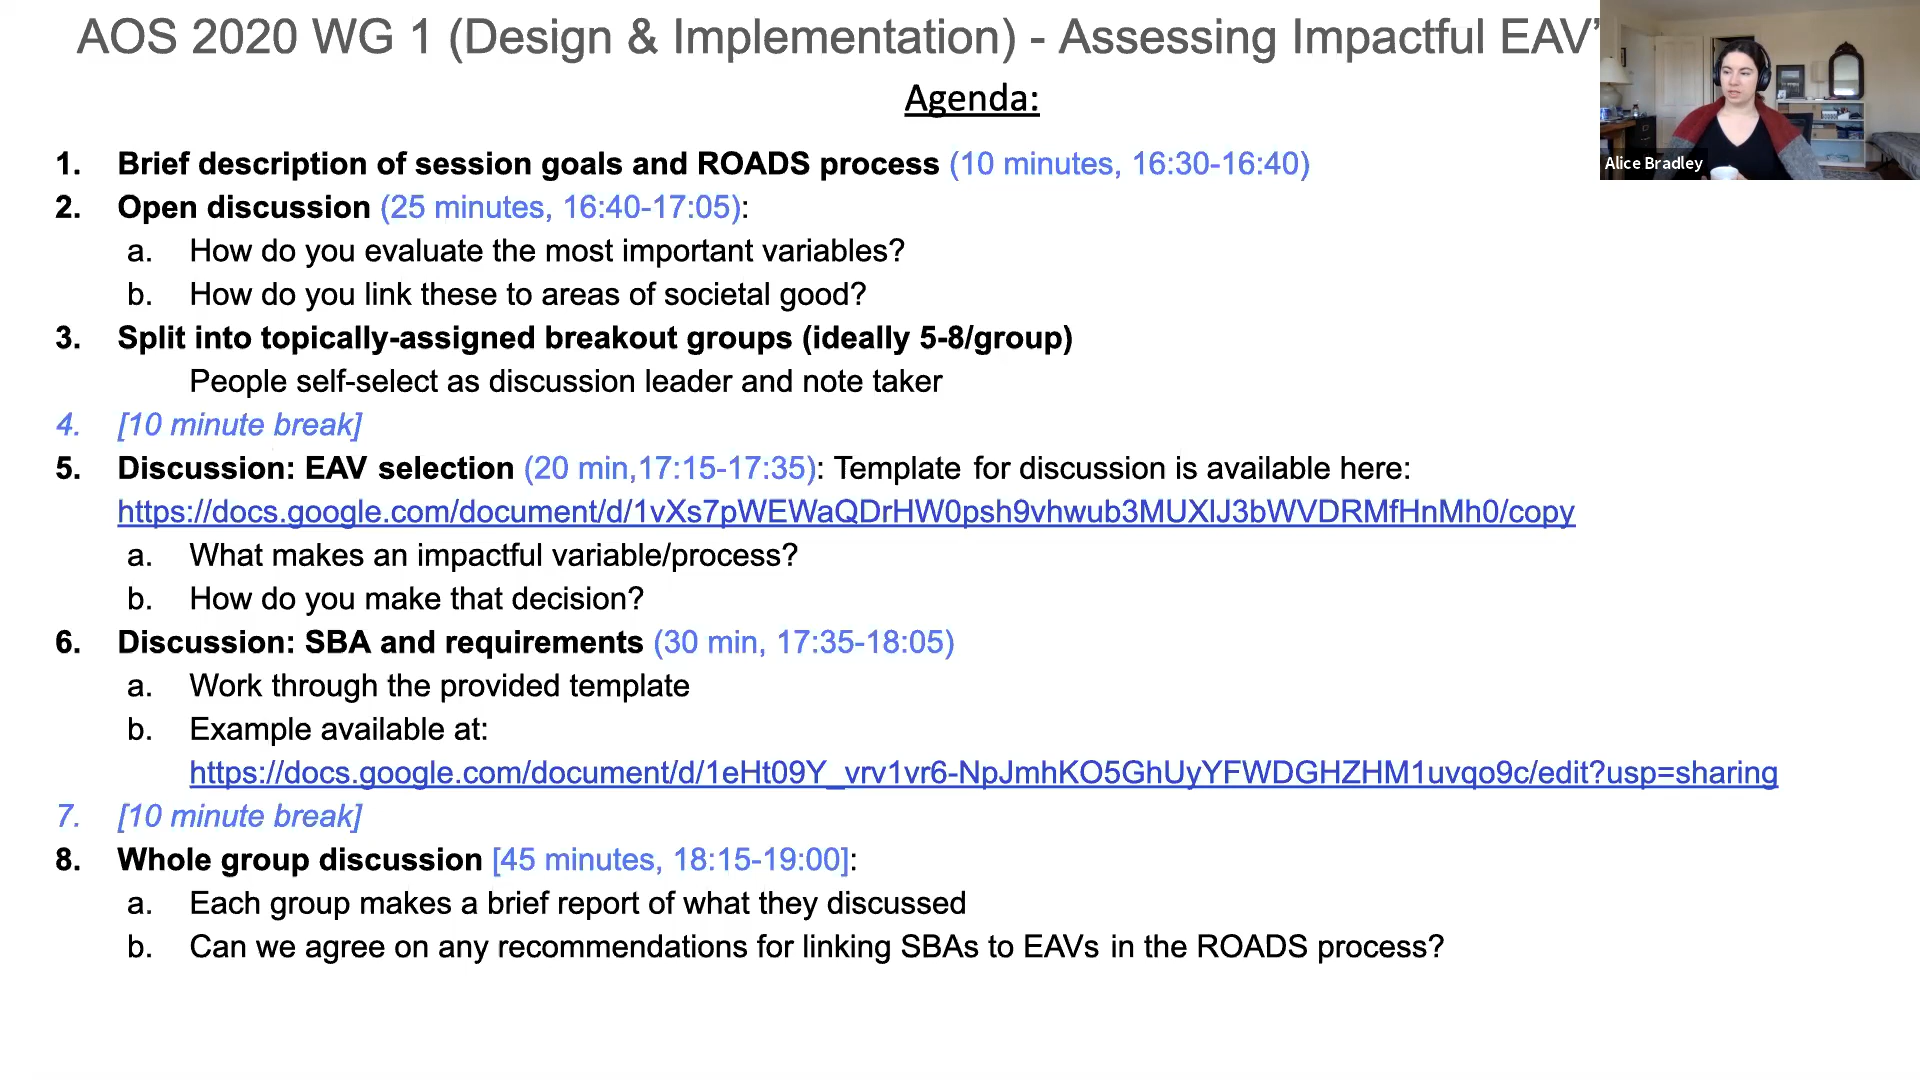 AOS 2020 WG 1 (Design & Implementation) - Assessing Impactful EAV'
Agenda:
Alice Bradley
1. Brief description of session goals and ROADS process (10 minutes, 16:30-16:40)
2. Open discussion (25 minutes, 16:40-17:05):
a. How do you evaluate the most important variables?
b. How do you link these to areas of societal good?
3. Split into topically-assigned breakout groups (ideally 5-8/group)
People self-select as discussion leader and note taker
4. [10 minute break]
5. Discussion: EAV selection (20 min,17:15-17:35): Template for discussion is available here:
https://docs.google.com/document/d/1vXs7pWEWaQDrHW0psh9vhwub3MUXIJ3bWVDRMfHnMh0/copy
a. What makes an impactful variable/process?
b. How do you make that decision?
6. Discussion: SBA and requirements (30 min, 17:35-18:05)
a. Work through the provided template
b. Example available at:
https://docs.google.com/document/d/1eHt09Y_vrv1vr6-NpJmhKO5GhUyYFWDGHZHM1uvqo9c/edit?usp=sharing
7. [10 minute break]
8. Whole group discussion [45 minutes, 18:15-19:00]:
a. Each group makes a brief report of what they discussed
b. Can we agree on any recommendations for linking SBAs to EAVs in the ROADS process?